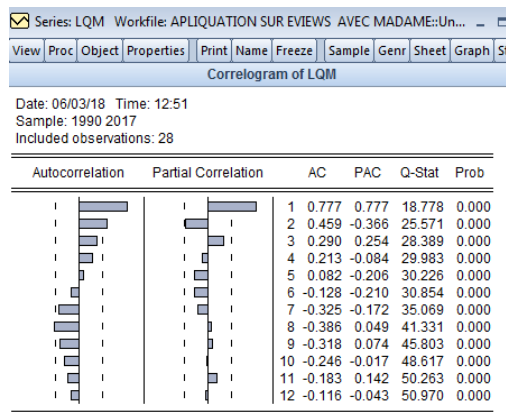 Series: LQM Workfile: APLIQUATION SUR EVIEWS AVEC MADAME::Un...
View Proc Object Properties Print Name Freeze Sample Genr Sheet Graph
Correlogram of LQM
Date: 06/03/18 Time: 12:51
Sample: 1990 2017
Included observations: 28
Autocorrelation Partial Correlation AC PAC Q-Stat Prob
1 0.777 0.777 18.778 0.000
2 0.459 -0.366 25.571 0.000
3 0.290 0.254 28.389 0.000
4 0.213 -0.084 29.983 0.000
5 0.082 -0.206 30.226 0.000
6 -0.128 -0.210 30.854 0.000
7 -0.325 -0.172 35.069 0.000
8 -0.386 0.049 41.331 0.000
9 -0.318 0.074 45.803 0.000
10 -0.246 -0.017 48.617 0.000
11 -0.183 0.142 50.263 0.000
12 -0.116 -0.043 50.970 0.000